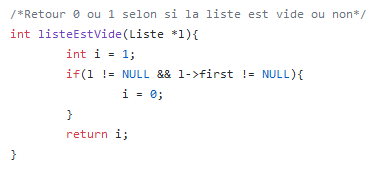 /*Retour 0 ou 1 selon si la liste est vide ou non*/
int listeEstVide(Liste *l){
int i = 1;
if(l != NULL && l->first != NULL){
i = 0;
}
return i;
}